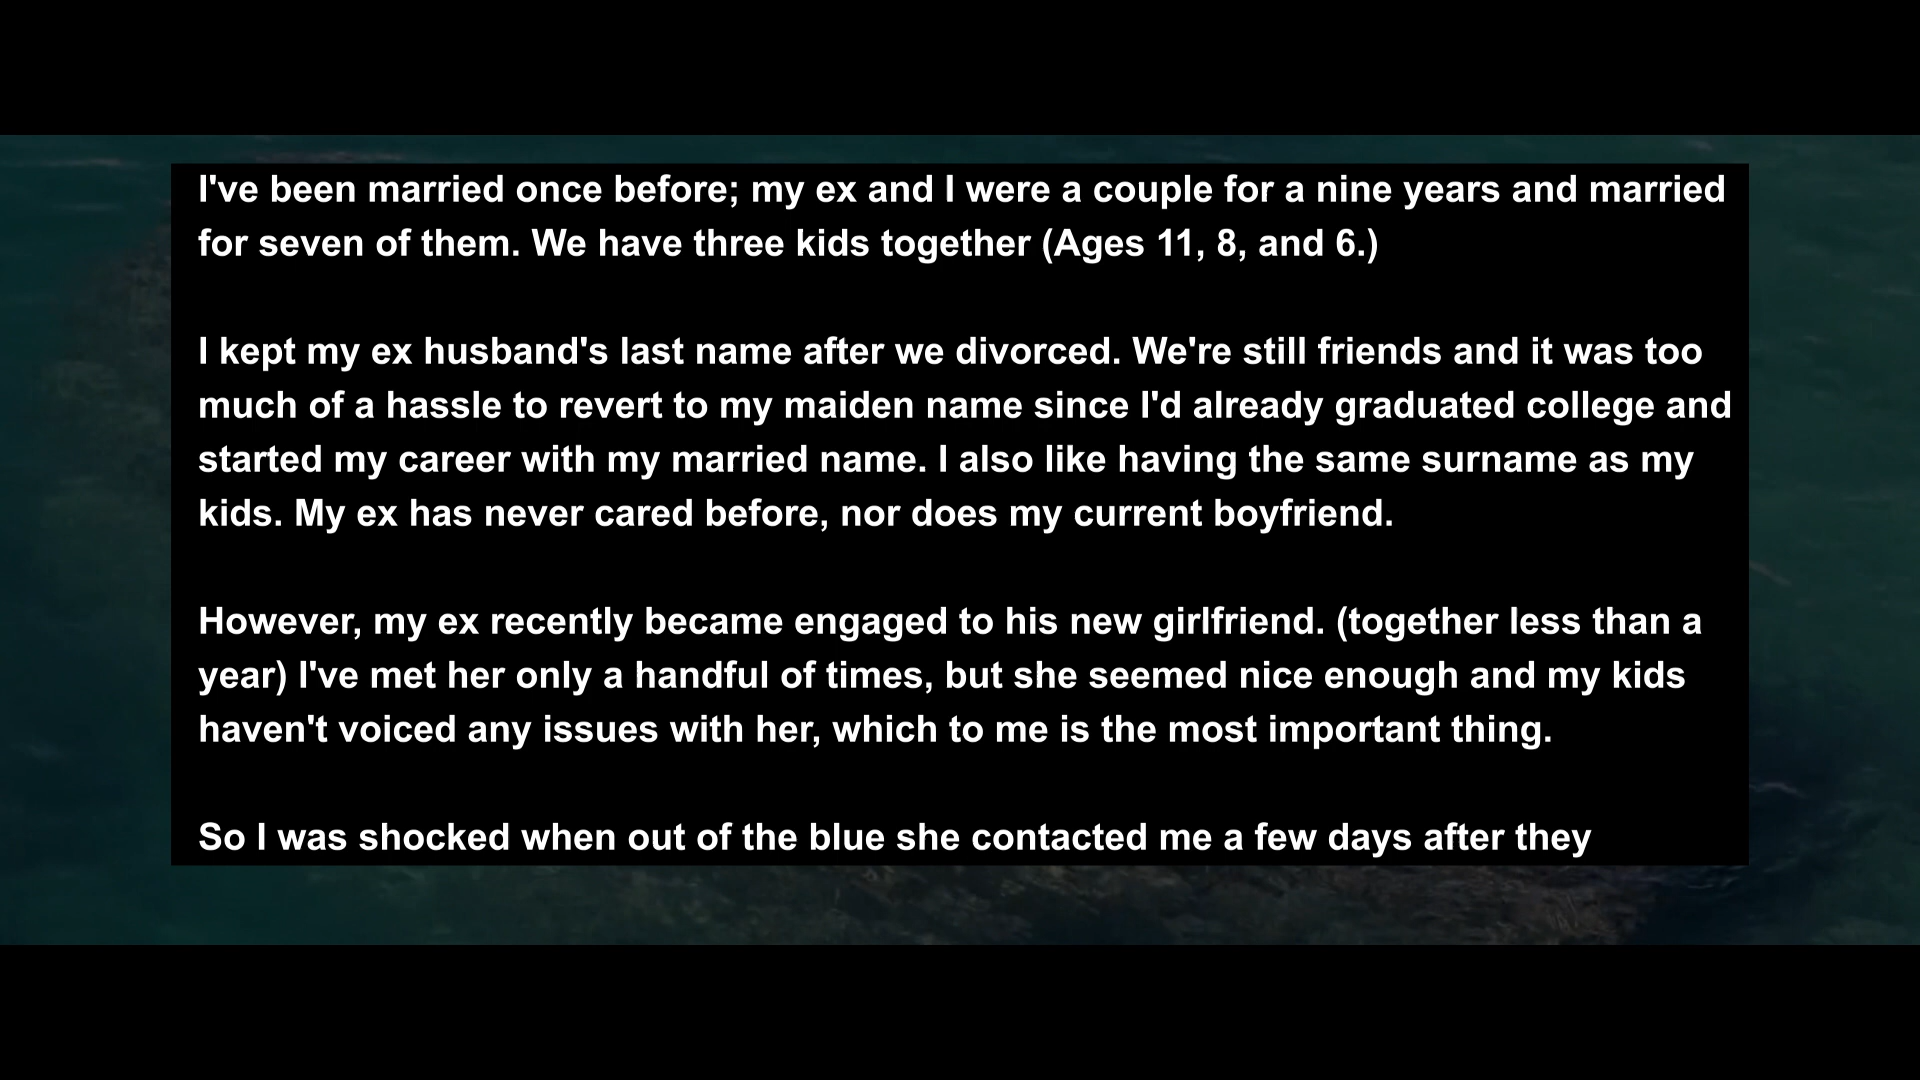 I've been married once before; my ex and I were a couple for a nine years and married
for seven of them. We have three kids together (Ages 11, 8, and 6.)
I kept my ex husband's last name after we divorced. We're still friends and it was too
much of a hassle to revert to my maiden name since I'd already graduated college and
started my career with my married name. I also like having the same surname as my
kids. My ex has never cared before, nor does my current boyfriend.
However, my ex recently became engaged to his new girlfriend. (together less than a
year) I've met her only a handful of times, but she seemed nice enough and my kids
haven't voiced any issues with her, which to me is the most important thing.
So I was shocked when out of the blue she contacted me a few days after they